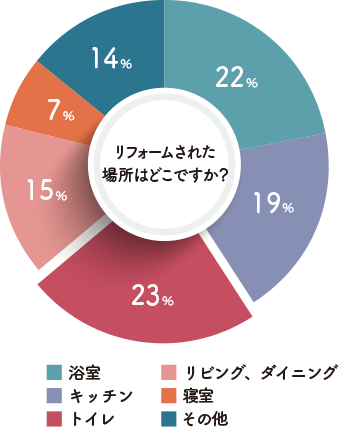 14%
22%
7%
リフォームされた
場所はどこですか?
15%
19%
23%
浴室
リビング、ダイニング
キッチン
寝室
トイレ
その他